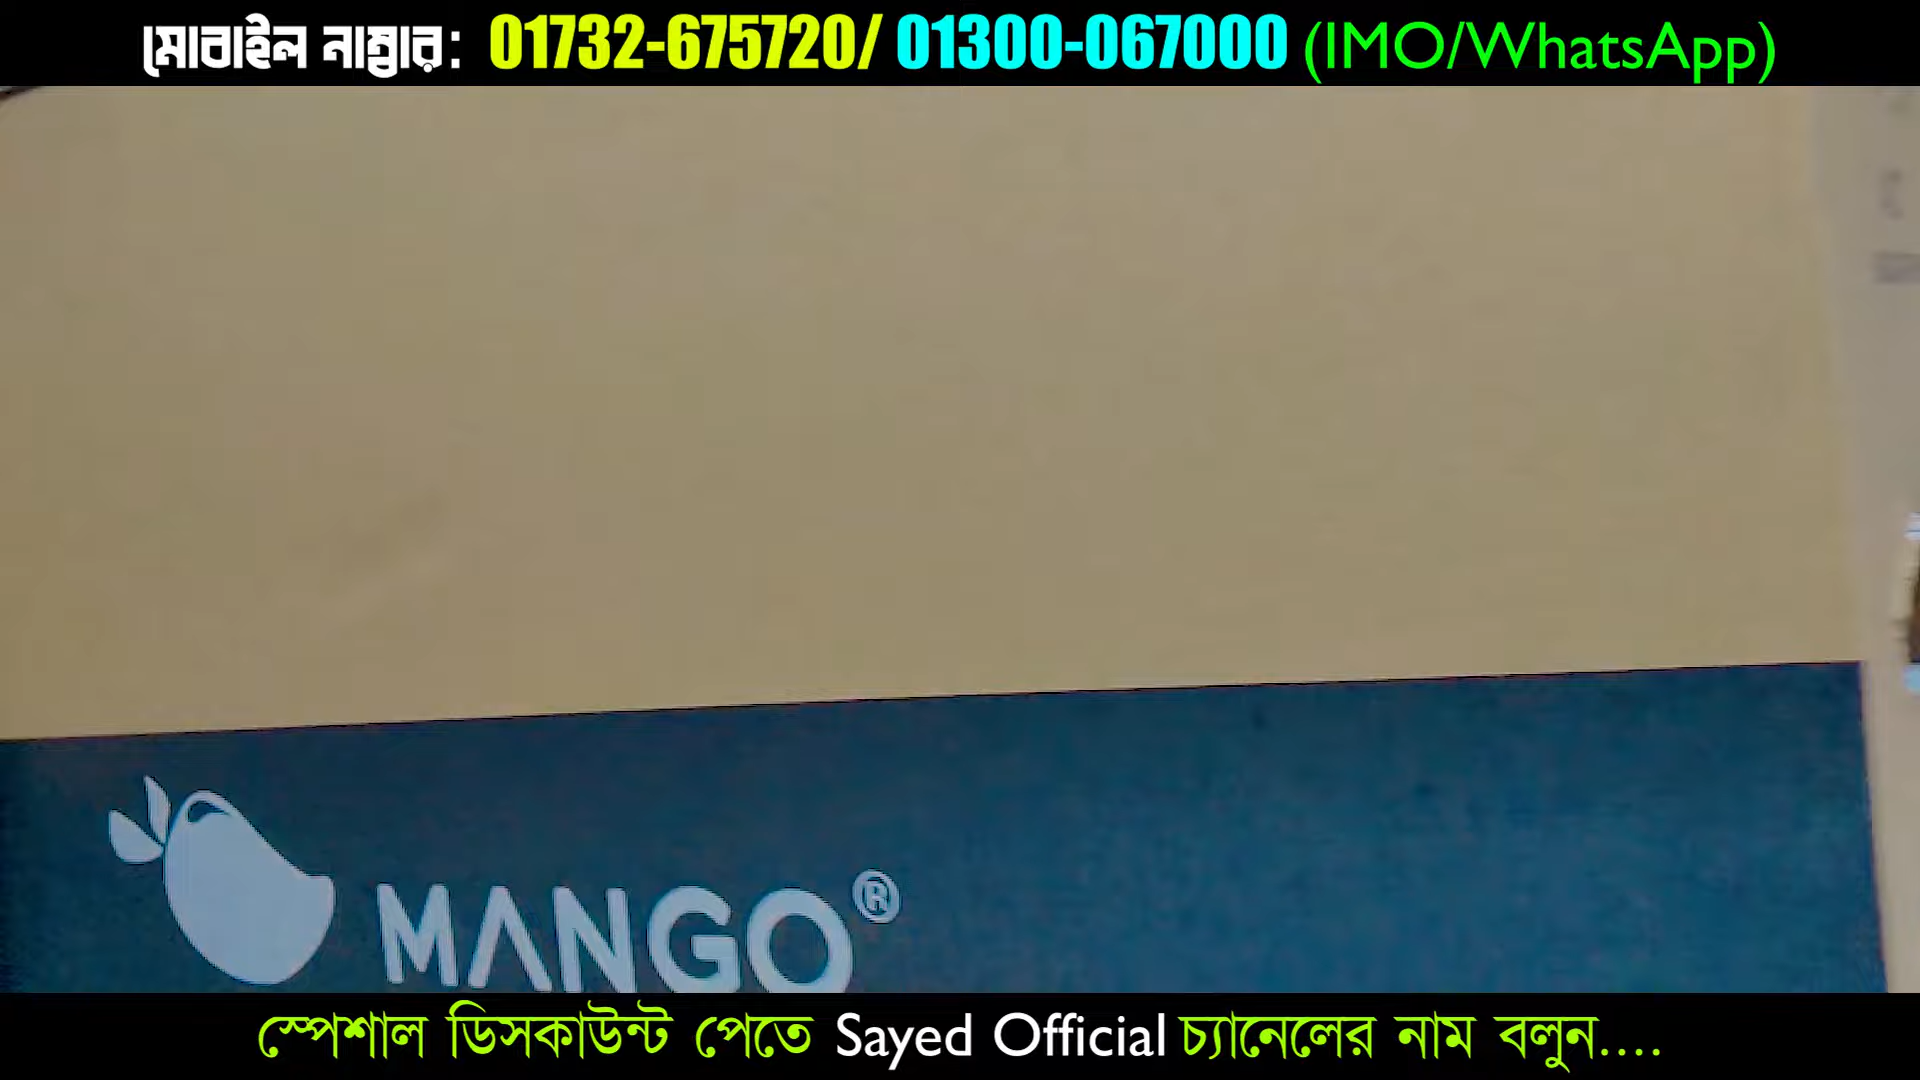 মোবাইল নাম্বার: 01732-675720/ 01300-067000 (IMO/WhatsApp)
MANGO®
স্পেশাল ডিসকাউন্ট পেতে Sayed Official চ্যানেলের নাম বলুন....